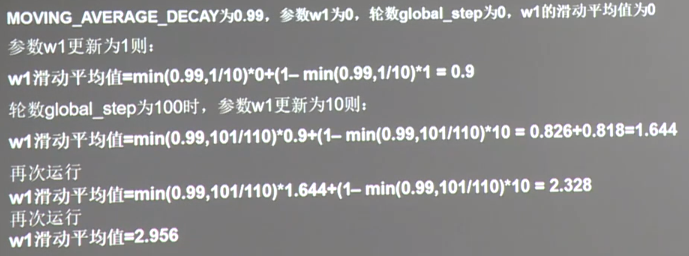 MOVING_AVERAGE_DECAY为0.99，参数w1为0，轮数global_step为0，w1的滑动平均值为0
参数w1更新为1则：
w1滑动平均值=min(0.99,1/10)*0+(1– min(0.99,1/10)*1 = 0.9
轮数global_step为100时，参数w1更新为10则：
w1滑动平均值=min(0.99,101/110)*0.9+(1– min(0.99,101/110)*10 = 0.826+0.818=1.644
再次运行
w1滑动平均值=min(0.99,101/110)*1.644+(1– min(0.99,101/110)*10 = 2.328
再次运行
w1滑动平均值=2.956